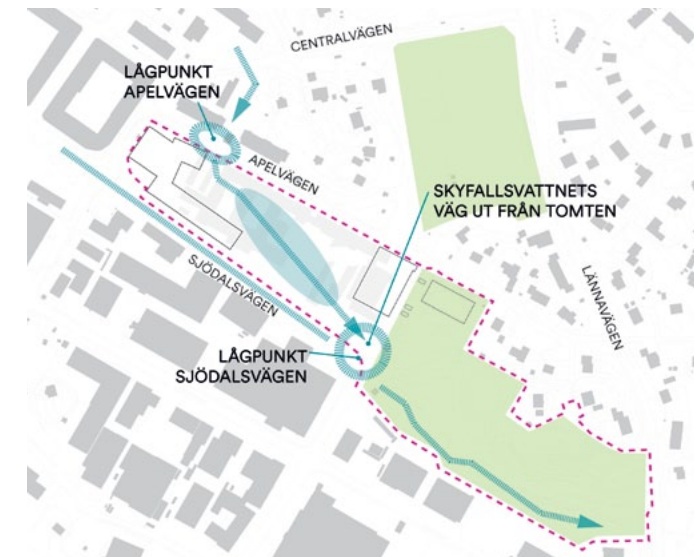 CENTRALVÄGEN
LÅGPUNKT
APELVÄGEN
APELVÄGEN
SKYFALLSVATTNETS
VÄG UT FRÅN TOMTEN
SJÖDALSVÄGEN
LÄNNAVÄGEN
LÅGPUNKT
SJÖDALSVÄGEN